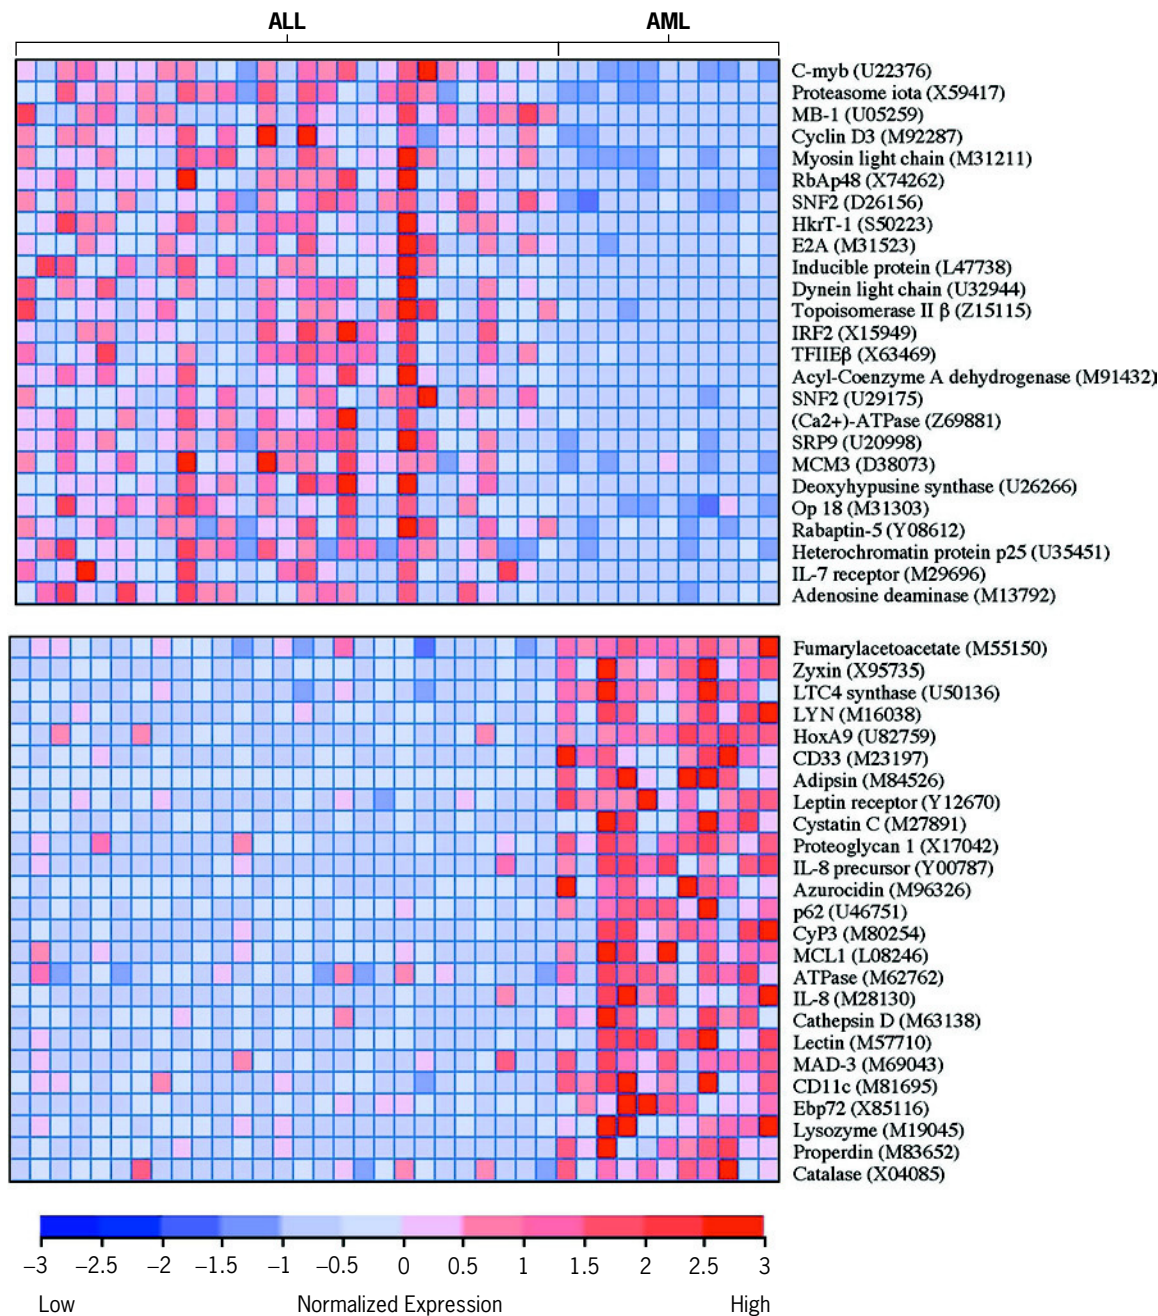 ALL AML
C-myb (U22376)
Proteasome iota (X59417)
MB-1 (U05259)
Cyclin D3 (M92287)
Myosin light chain (M31211)
RbAp48 (X74262)
SNF2 (D26156)
HkrT-1 (S50223)
E2A (M31523)
Inducible protein (L47738)
Dynein light chain (U32944)
Topoisomerase II β (Z15115)
IRF2 (X15949)
TFIIEβ (X63469)
Acyl-Coenzyme A dehydrogenase (M91432)
SNF2 (U29175)
(Ca2+)-ATPase (Z69881)
SRP9 (U20998)
MCM3 (D38073)
Deoxyhypusine synthase (U26266)
Op 18 (M31303)
Rabaptin-5 (Y08612)
Heterochromatin protein p25 (U35451)
IL-7 receptor (M29696)
Adenosine deaminase (M13792)
Fumarylacetoacetate (M55150)
Zyxin (X95735)
LTC4 synthase (U50136)
LYN (M16038)
HoxA9 (U82759)
CD33 (M23197)
Adipsin (M84526)
Leptin receptor (Y12670)
Cystatin C (M27891)
Proteoglycan 1 (X17042)
IL-8 precursor (Y00787)
Azurocidin (M96326)
p62 (U46751)
CyP3 (M80254)
MCL1 (L08246)
ATPase (M62762)
IL-8 (M28130)
Cathepsin D (M63138)
Lectin (M57710)
MAD-3 (M69043)
CD11c (M81695)
Ebp72 (X85116)
Lysozyme (M19045)
Properdin (M83652)
Catalase (X04085)
−3 −2.5 −2 −1.5 −1 −0.5 0 0.5 1 1.5 2 2.5 3
Low Normalized Expression High